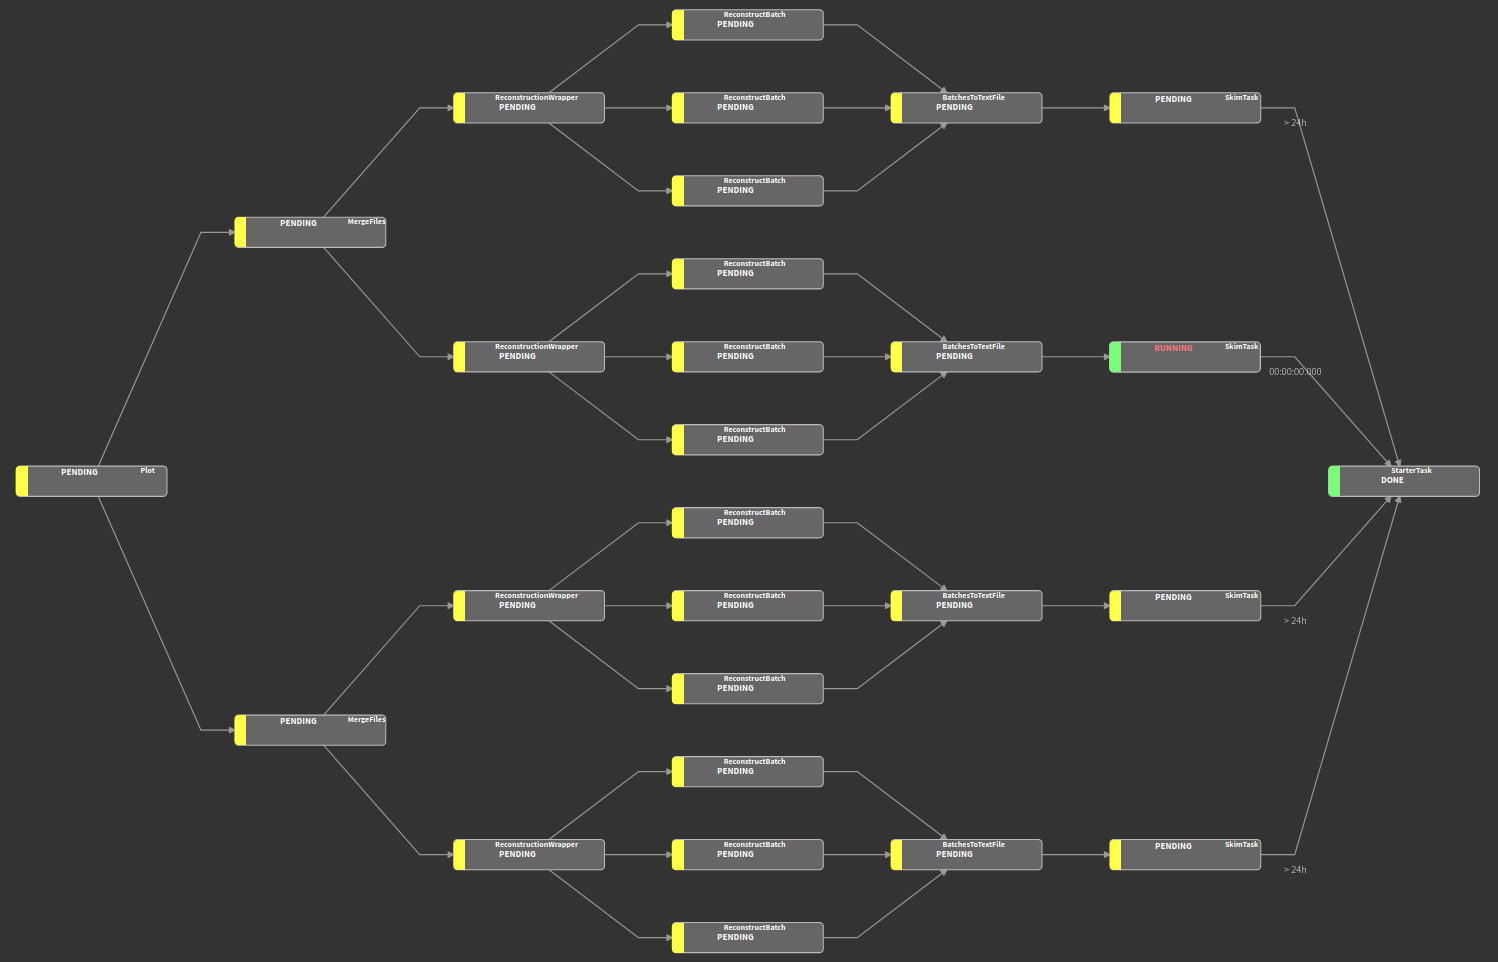 ReconstructBatch
PENDING
ReconstructionWrapper
PENDING
ReconstructBatch
PENDING
BatchesToTextFile
PENDING
PENDING SkimTask
> 24h
ReconstructBatch
PENDING
PENDING MergeFiles
ReconstructBatch
PENDING
ReconstructionWrapper
PENDING
ReconstructBatch
PENDING
BatchesToTextFile
PENDING
RUNNING SkimTask
00:00:00.000
ReconstructBatch
PENDING
PENDING Plot
StarterTask
DONE
ReconstructBatch
PENDING
ReconstructionWrapper
PENDING
ReconstructBatch
PENDING
BatchesToTextFile
PENDING
PENDING SkimTask
> 24h
ReconstructBatch
PENDING
PENDING MergeFiles
ReconstructBatch
PENDING
ReconstructionWrapper
PENDING
ReconstructBatch
PENDING
BatchesToTextFile
PENDING
PENDING SkimTask
> 24h
ReconstructBatch
PENDING